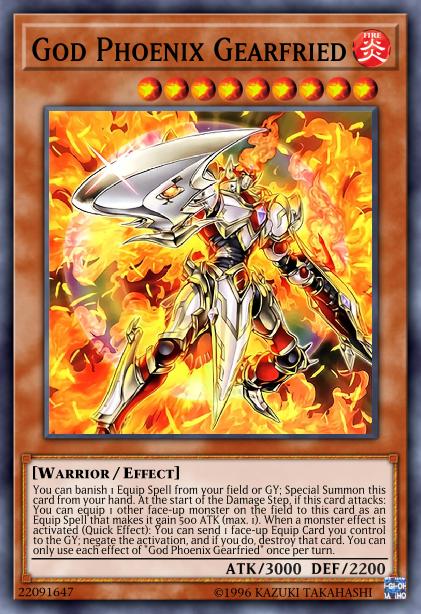 GOD PHOENIX GEARFRIED
FIRE
炎
[WARRIOR / EFFECT]
You can banish 1 Equip Spell from your field or GY; Special Summon this
card from your hand. At the start of the Damage Step, if this card attacks:
You can equip 1 other face-up monster on the field to this card as an
Equip Spell that makes it gain 500 ATK (max. 1). When a monster effect is
activated (Quick Effect): You can send 1 face-up Equip Card you control
to the GY; negate the activation, and if you do, destroy that card. You can
only use each effect of "God Phoenix Gearfried" once per turn.
ATK/3000 DEF/2200
22091647 ©1996 KAZUKI TAKAHASHI